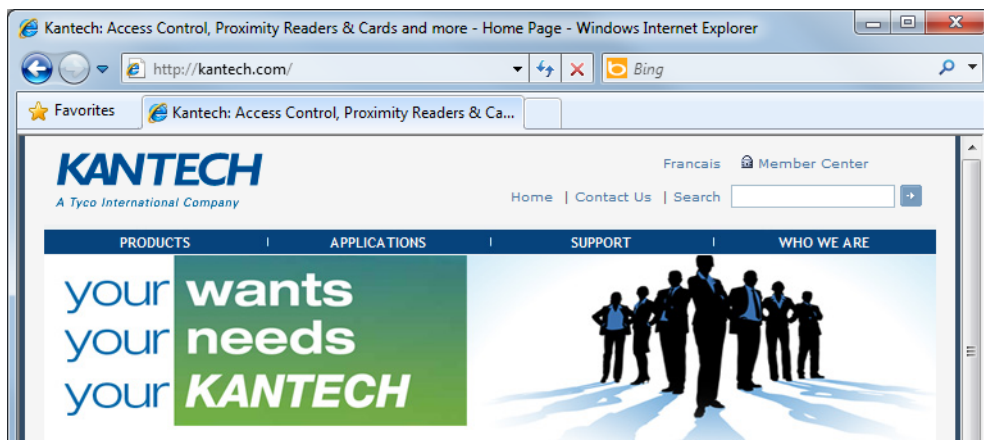 Kantech: Access Control, Proximity Readers & Cards and more - Home Page - Windows Internet Explorer
http://kantech.com/
Bing
Favorites
Kantech: Access Control, Proximity Readers & Ca...
KANTECH
A Tyco International Company
Francais Member Center
Home | Contact Us | Search
PRODUCTS | APPLICATIONS | SUPPORT | WHO WE ARE
your wants
your needs
your KANTECH